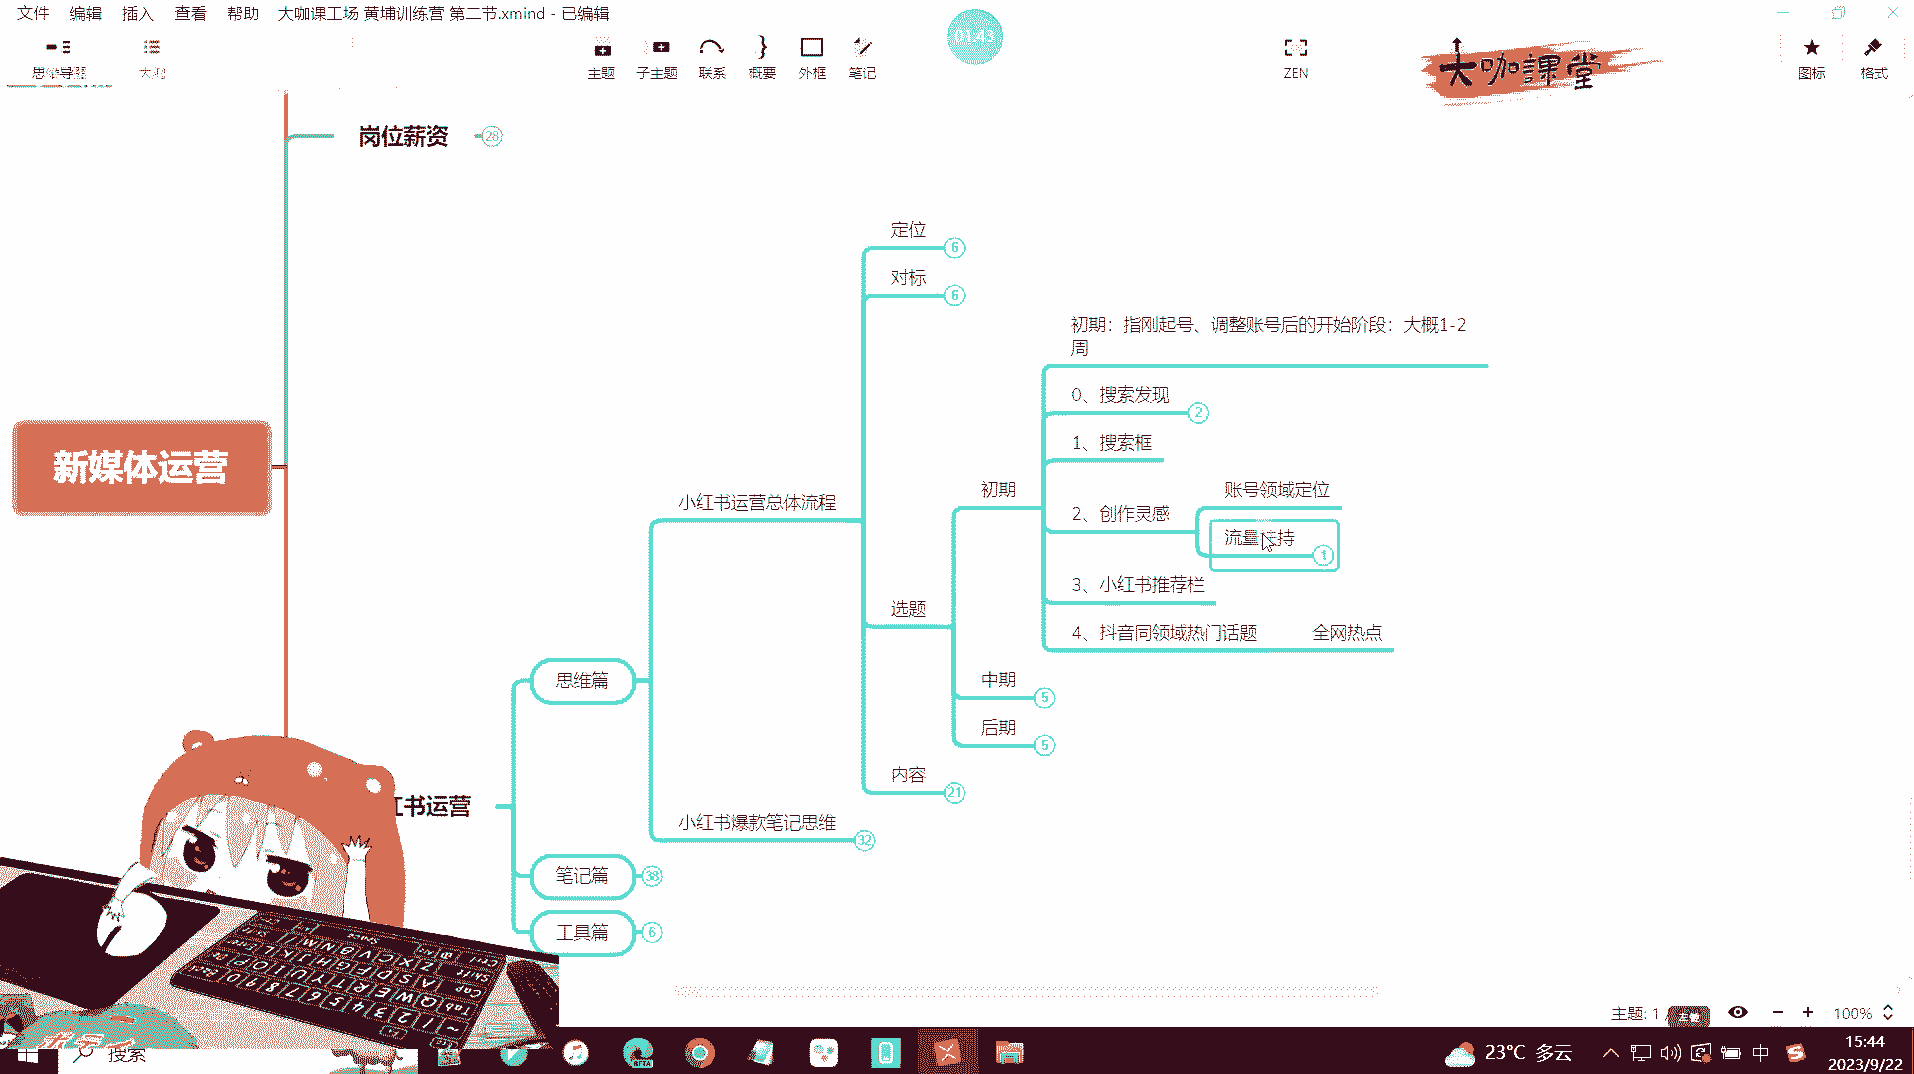 文件 编辑 插入 查看 帮助 大咖课工场 黄埔训练营 第二节.xmind - 已编辑
01:43
思维导图 大纲 主题 子主题 联系 概要 外框 笔记 ZEN 图标 格式
大咖課堂
岗位薪资 28
定位 6
对标 6
初期：指刚起号、调整账号后的开始阶段：大概1-2
周
0、搜索发现 2
1、搜索框
新媒体运营
账号领域定位
初期
小红书运营总体流程
2、创作灵感
流量扶持 1
3、小红书推荐栏
选题
4、抖音同领域热门话题 全网热点
中期 5
思维篇
后期 5
内容 21
红书运营
小红书爆款笔记思维 32
笔记篇 38
工具篇 6
主题: 1 /
100%
搜索
23°C 多云
中
15:44
2023/9/22